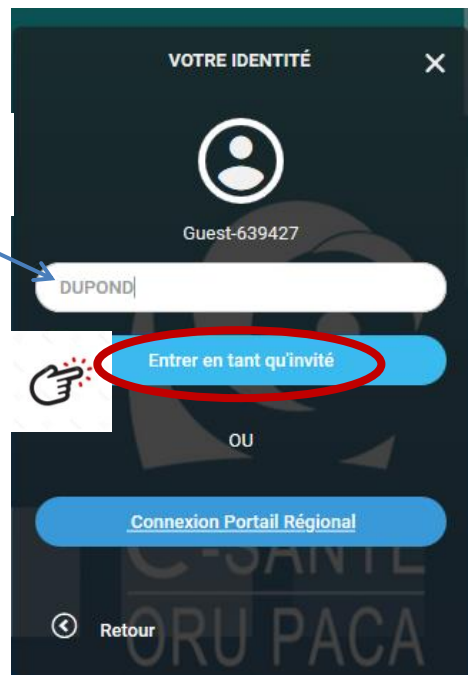 VOTRE IDENTITÉ
Guest-639427
DUPOND
Entrer en tant qu'invité
OU
Connexion Portail Régional
-SANTE
Retour
ORU PACA